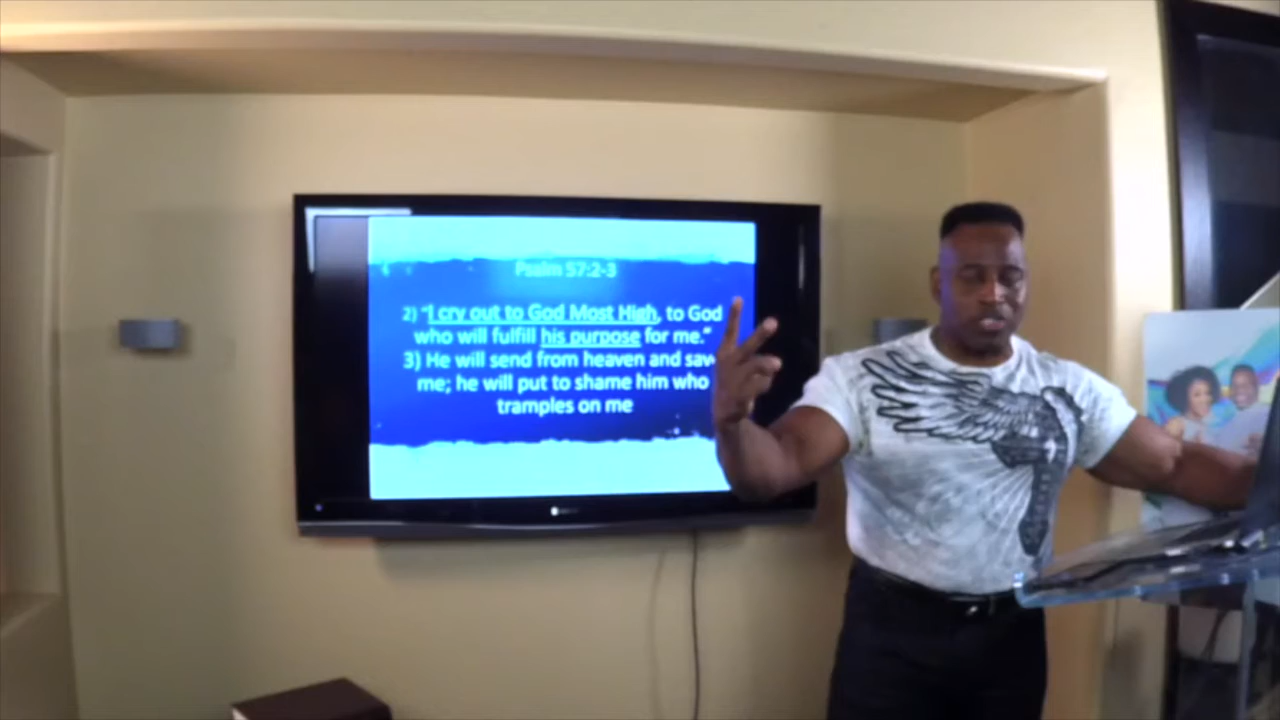 Psalm 57:2-3
2) “I cry out to God Most High, to God
who will fulfill his purpose for me.”
3) He will send from heaven and save
me; he will put to shame him who
tramples on me